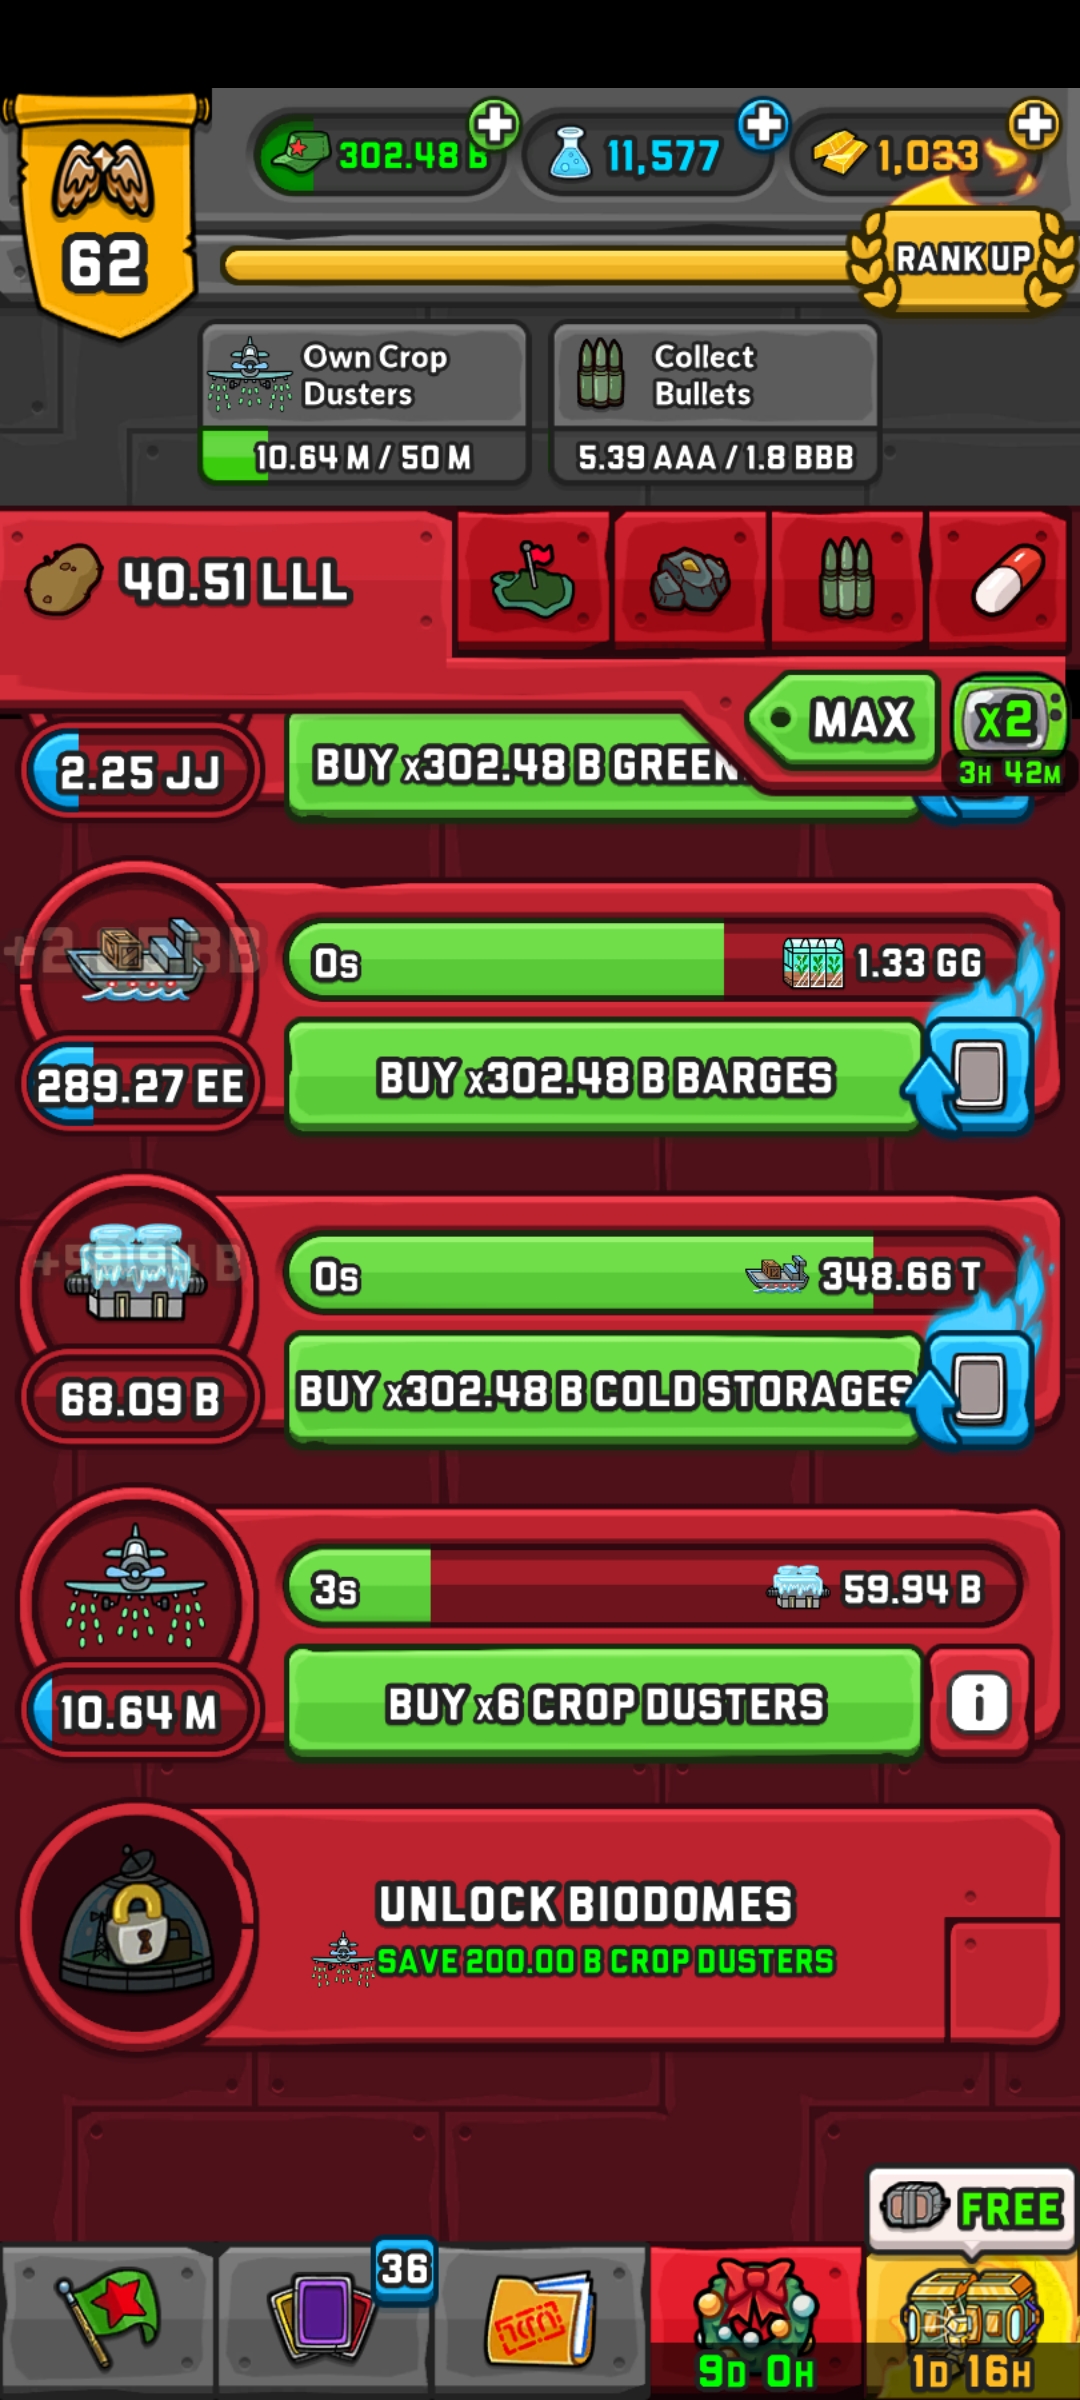 302.48 B
11,577
1,033
62
RANK UP
Own Crop
Dusters
10.64 M / 50 M
Collect
Bullets
5.39 AAA / 1.8 BBB
40.51 LLL
MAX
x2
3H 42M
2.25 JJ
BUY x302.48 B GREEN
0s
1.33 GG
289.27 EE
BUY x302.48 B BARGES
0s
348.66 T
68.09 B
BUY x302.48 B COLD STORAGES
3s
59.94 B
10.64 M
BUY x6 CROP DUSTERS
i
UNLOCK BIODOMES
SAVE 200.00 B CROP DUSTERS
FREE
36
9D 0H
1D 16H